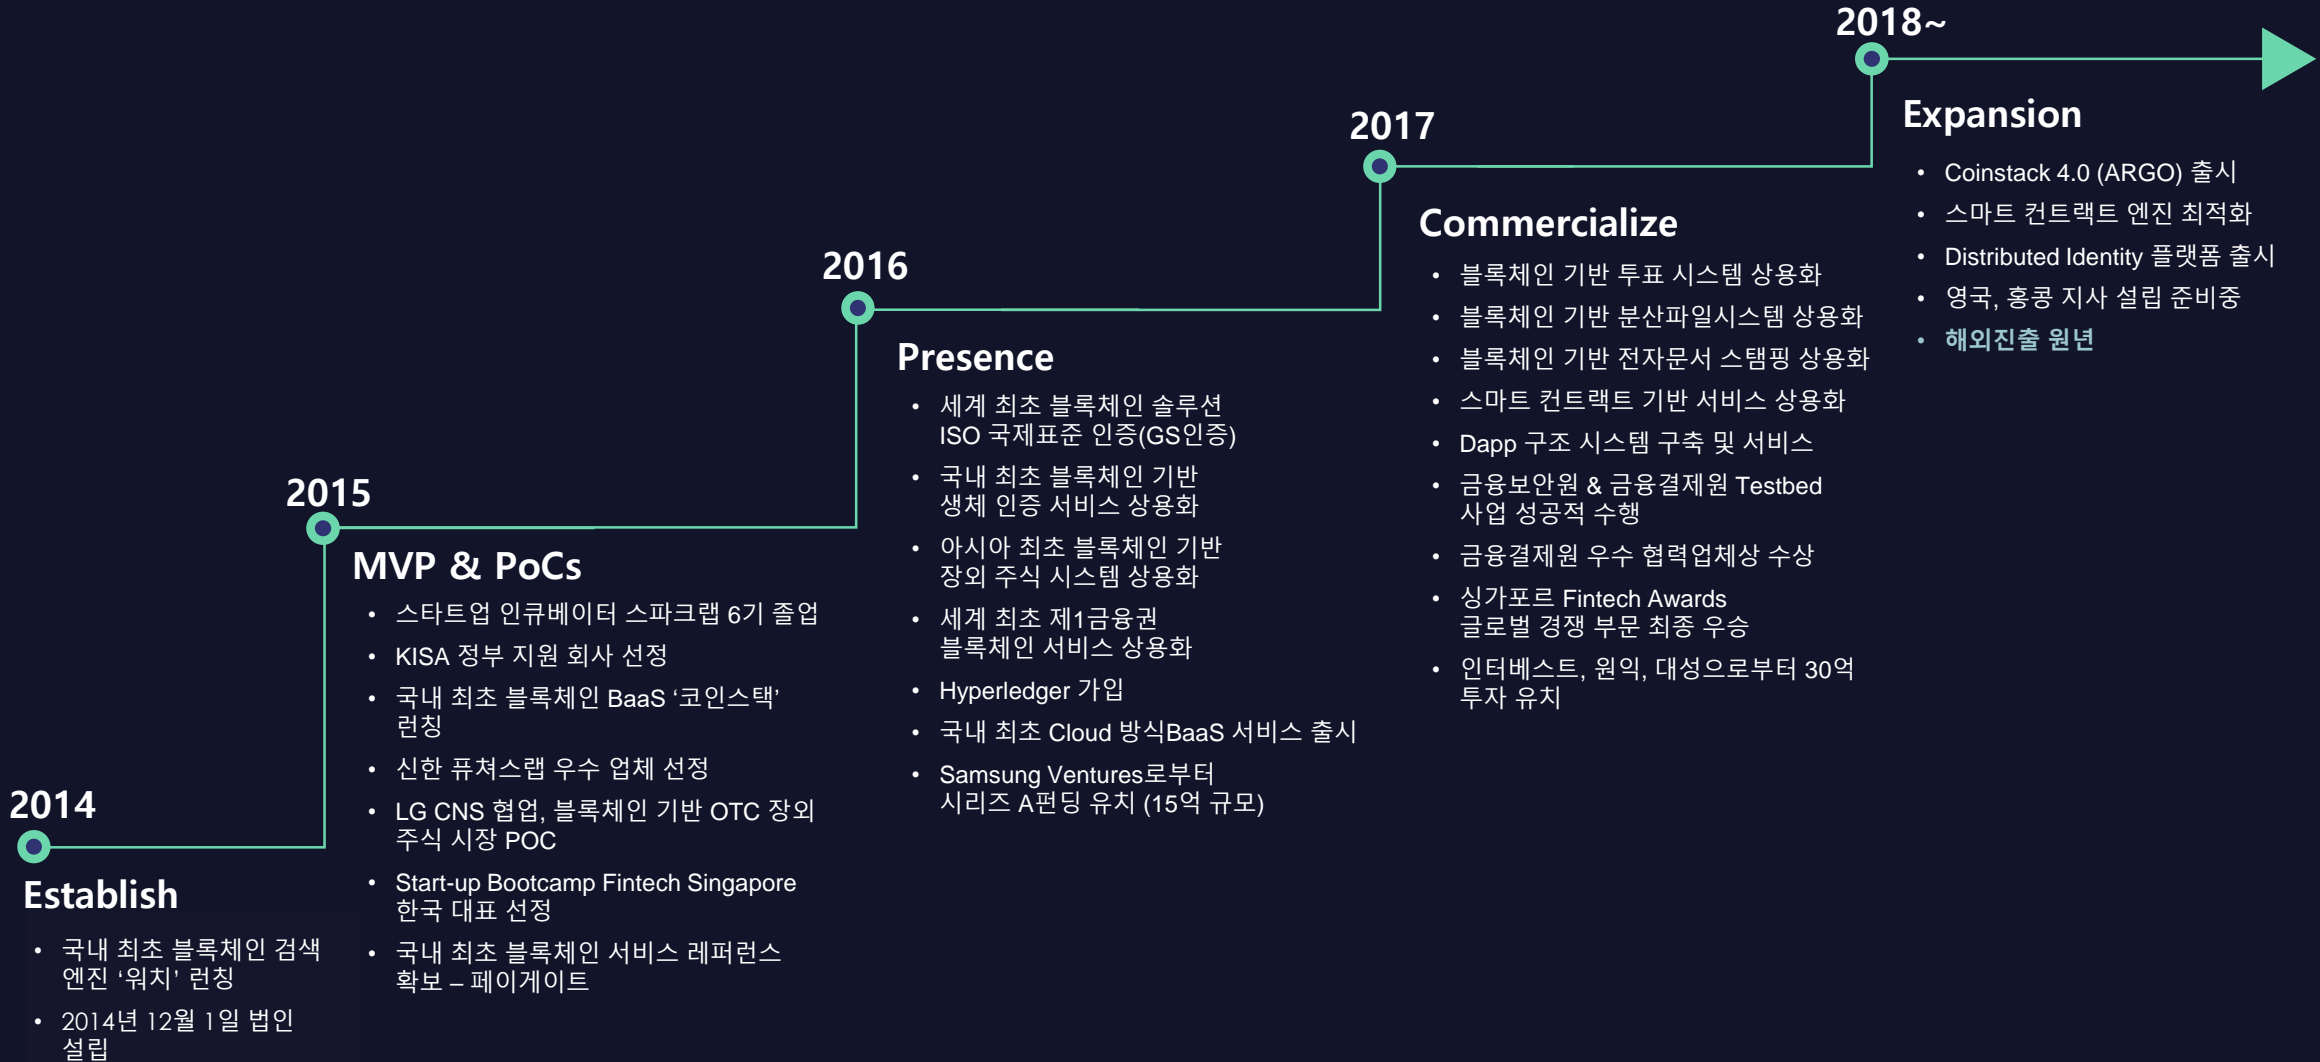 2014
Establish
• 국내 최초 블록체인 검색
엔진 ‘워치’ 런칭
• 2014년 12월 1일 법인
설립
2015
MVP & PoCs
• 스타트업 인큐베이터 스파크랩 6기 졸업
• KISA 정부 지원 회사 선정
• 국내 최초 블록체인 BaaS ‘코인스택’
런칭
• 신한 퓨쳐스랩 우수 업체 선정
• LG CNS 협업, 블록체인 기반 OTC 장외
주식 시장 POC
• Start-up Bootcamp Fintech Singapore
한국 대표 선정
• 국내 최초 블록체인 서비스 레퍼런스
확보 – 페이게이트
2016
Presence
• 세계 최초 블록체인 솔루션
ISO 국제표준 인증(GS인증)
• 국내 최초 블록체인 기반
생체 인증 서비스 상용화
• 아시아 최초 블록체인 기반
장외 주식 시스템 상용화
• 세계 최초 제1금융권
블록체인 서비스 상용화
• Hyperledger 가입
• 국내 최초 Cloud 방식BaaS 서비스 출시
• Samsung Ventures로부터
시리즈 A펀딩 유치 (15억 규모)
2017
Commercialize
• 블록체인 기반 투표 시스템 상용화
• 블록체인 기반 분산파일시스템 상용화
• 블록체인 기반 전자문서 스탬핑 상용화
• 스마트 컨트랙트 기반 서비스 상용화
• Dapp 구조 시스템 구축 및 서비스
• 금융보안원 & 금융결제원 Testbed
사업 성공적 수행
• 금융결제원 우수 협력업체상 수상
• 싱가포르 Fintech Awards
글로벌 경쟁 부문 최종 우승
• 인터베스트, 원익, 대성으로부터 30억
투자 유치
2018~
Expansion
• Coinstack 4.0 (ARGO) 출시
• 스마트 컨트랙트 엔진 최적화
• Distributed Identity 플랫폼 출시
• 영국, 홍콩 지사 설립 준비중
• 해외진출 원년